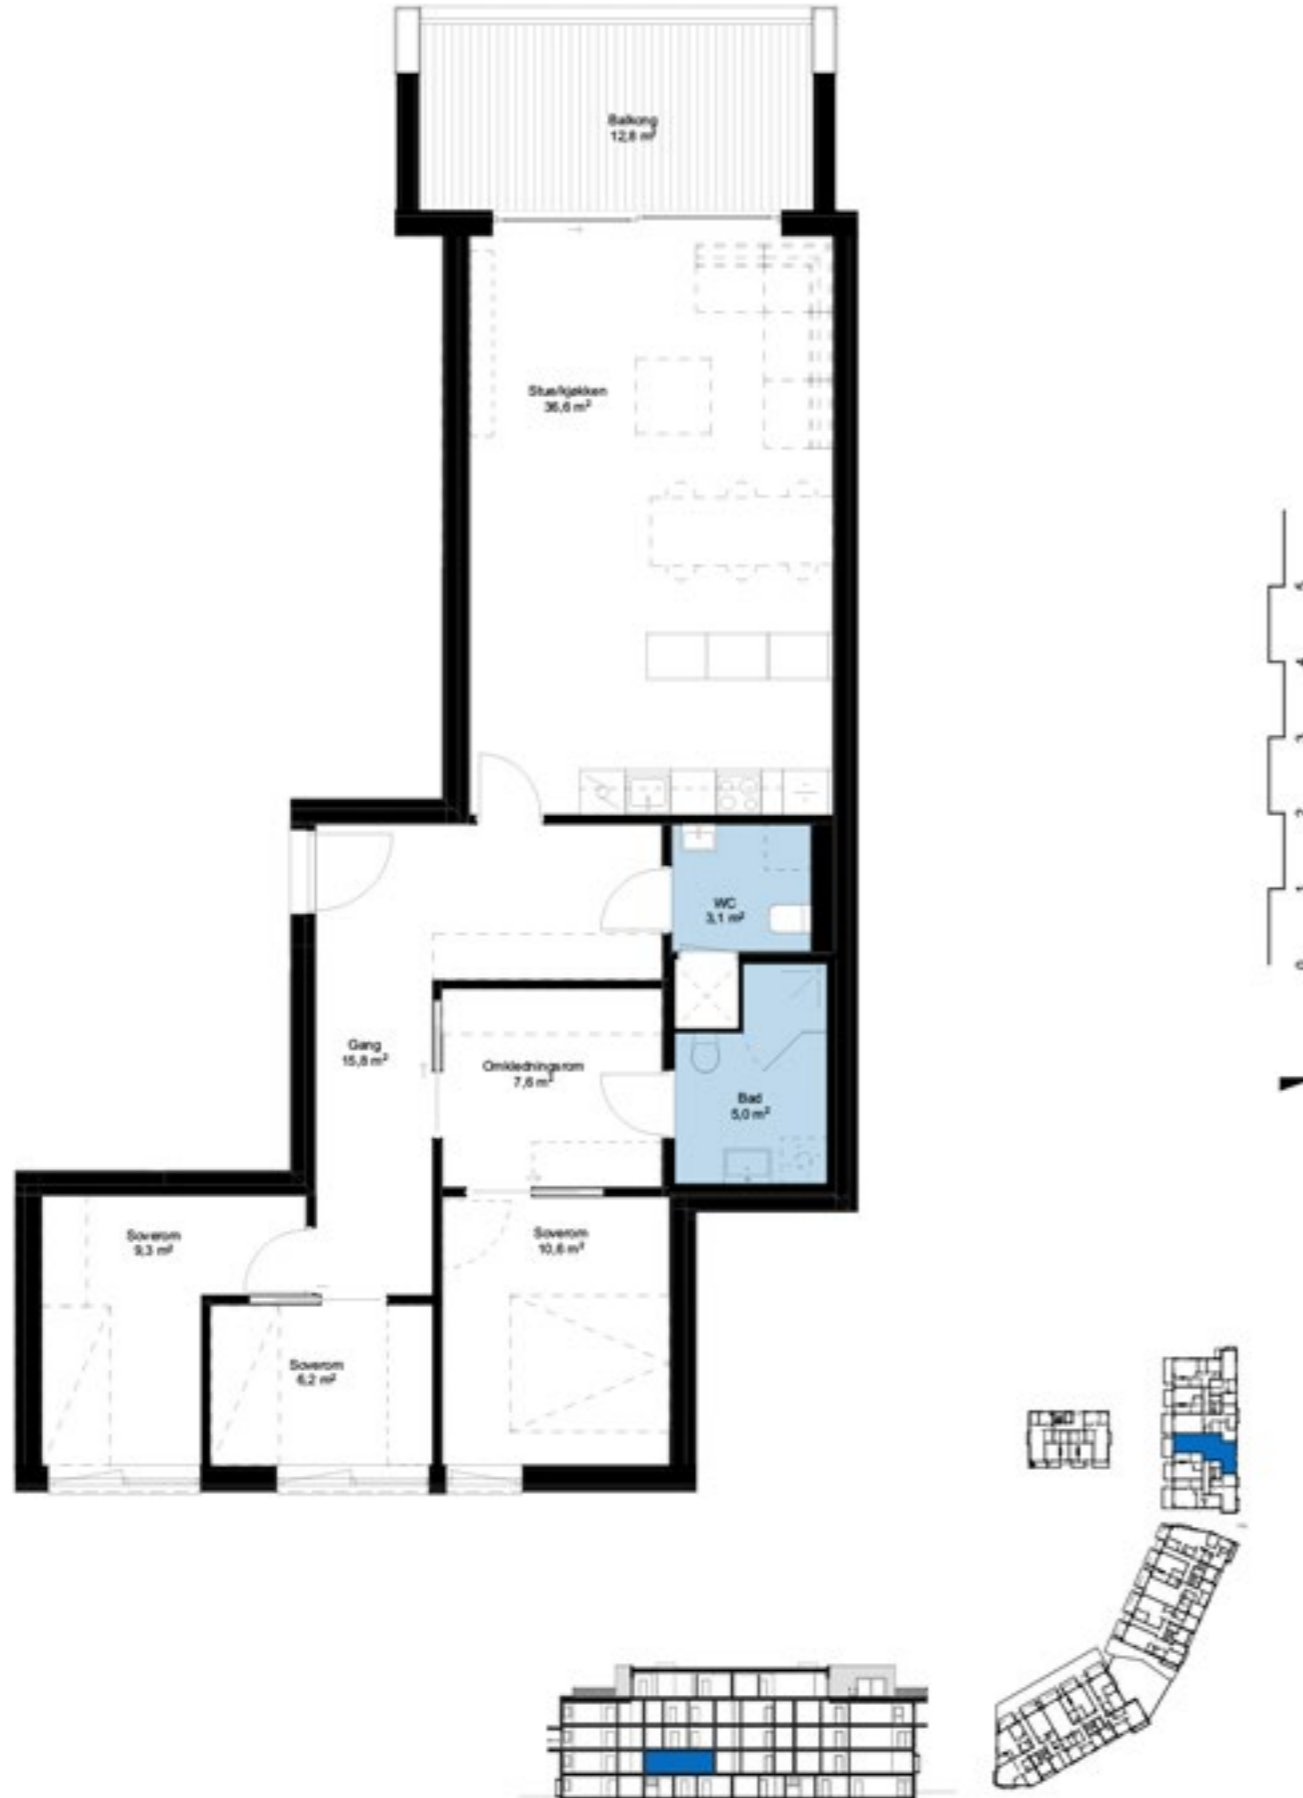 Balkong
12,8 m²
Stue/kjøkken
36,6 m²
WC
3,1 m²
Gang
15,8 m²
Omkledningsrom
7,6 m²
Bad
5,0 m²
Soverom
9,3 m²
Soverom
10,6 m²
Soverom
6,2 m²